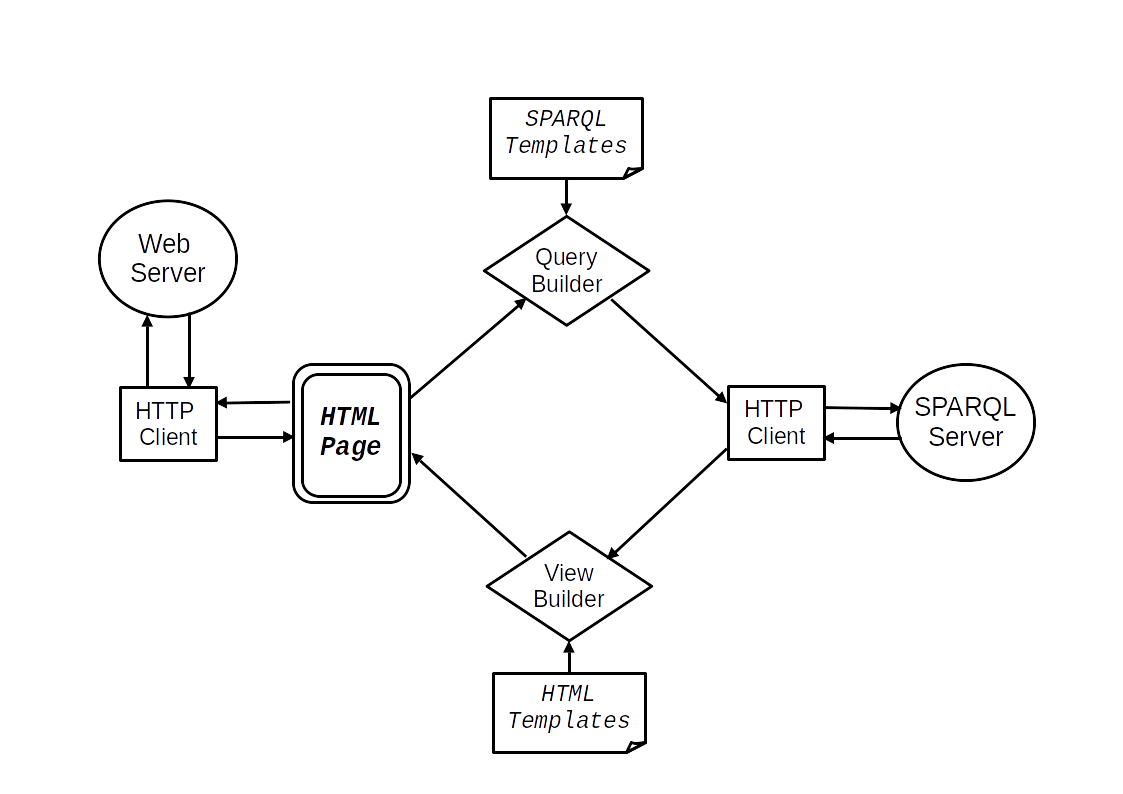 SPARQL
Templates
Query
Builder
Web
Server
HTTP
Client
HTML
Page
HTTP
Client
SPARQL
Server
View
Builder
HTML
Templates